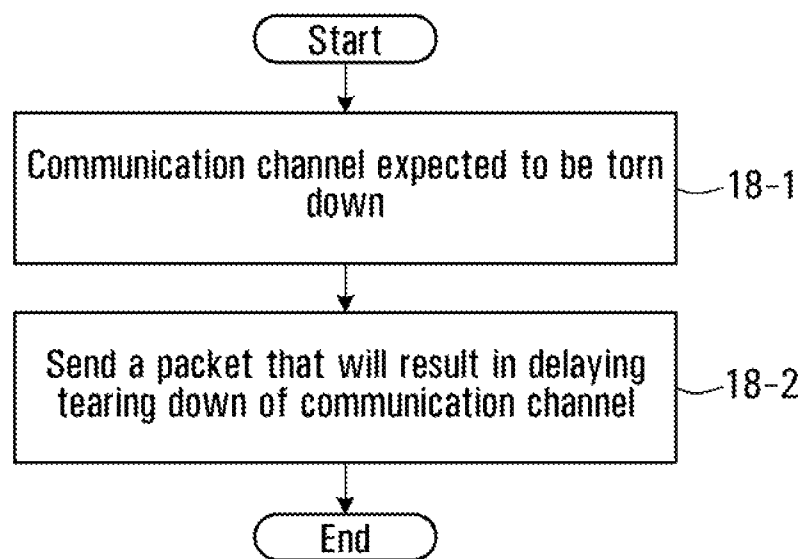 Start
Communication channel expected to be torn
down
18-1
Send a packet that will result in delaying
tearing down of communication channel
18-2
End